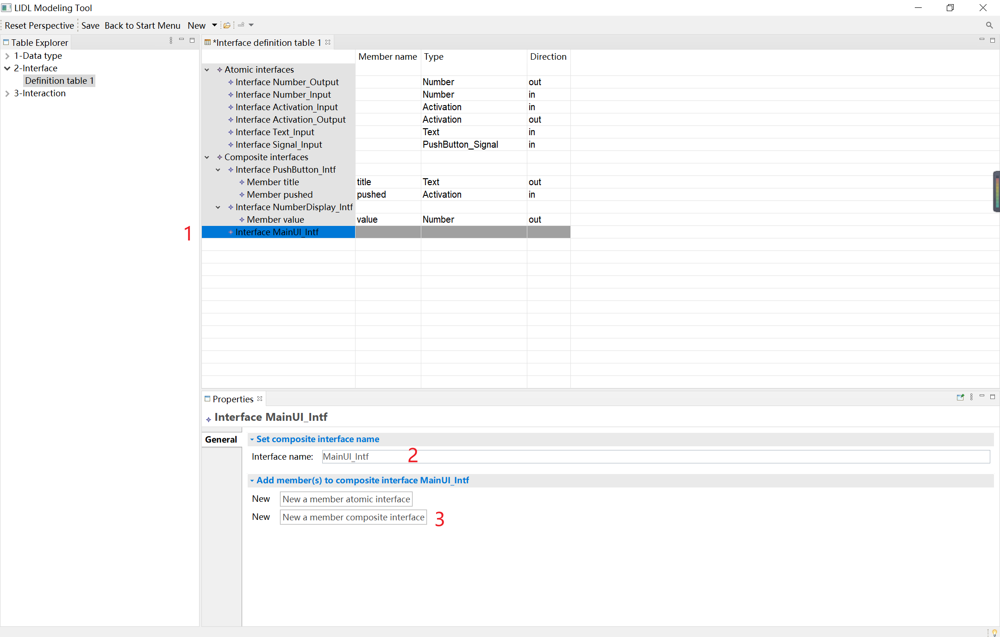 LIDL Modeling Tool
Reset Perspective Save Back to Start Menu New
Table Explorer
1-Data type
2-Interface
Definition table 1
3-Interaction
*Interface definition table 1
Member name Type Direction
Atomic interfaces
Interface Number_Output Number out
Interface Number_Input Number in
Interface Activation_Input Activation in
Interface Activation_Output Activation out
Interface Text_Input Text in
Interface Signal_Input PushButton_Signal in
Composite interfaces
Interface PushButton_Intf
Member title title Text out
Member pushed pushed Activation in
Interface NumberDisplay_Intf
Member value value Number out
1 Interface MainUI_Intf
Properties
Interface MainUI_Intf
General
Set composite interface name
Interface name: MainUI_Intf 2
Add member(s) to composite interface MainUI_Intf
New New a member atomic interface
New New a member composite interface 3